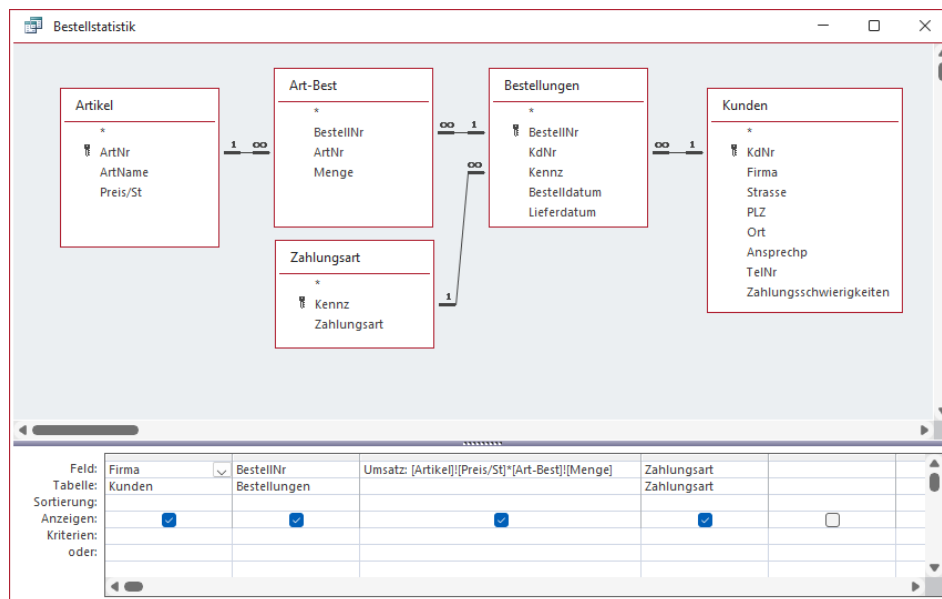 Bestellstatistik
Artikel
*
ArtNr
ArtName
Preis/St
1 ∞
Art-Best
*
BestellNr
ArtNr
Menge
∞ 1
∞
Zahlungsart
*
Kennz
Zahlungsart
1
Bestellungen
*
BestellNr
KdNr
Kennz
Bestelldatum
Lieferdatum
∞ 1
Kunden
*
KdNr
Firma
Strasse
PLZ
Ort
Ansprechp
TelNr
Zahlungsschwierigkeiten
Feld: Firma BestellNr Umsatz: [Artikel]![Preis/St]*[Art-Best]![Menge] Zahlungsart
Tabelle: Kunden Bestellungen Zahlungsart
Sortierung:
Anzeigen:
Kriterien:
oder: